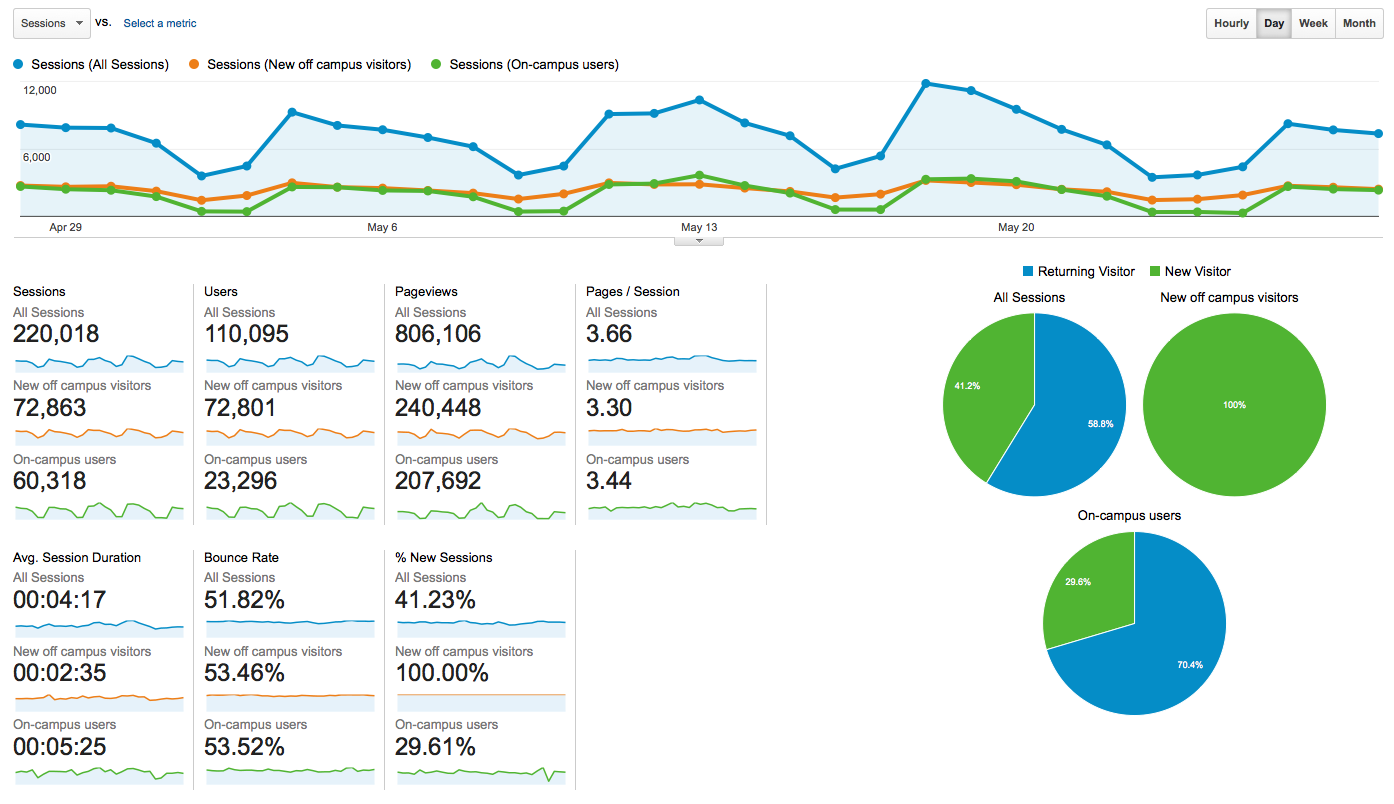 Sessions vs. Select a metric
Hourly Day Week Month
Sessions (All Sessions) Sessions (New off campus visitors) Sessions (On-campus users)
12,000
6,000
Apr 29 May 6 May 13 May 20
Returning Visitor New Visitor
All Sessions
41.2%
58.8%
New off campus visitors
100%
On-campus users
29.6%
70.4%
Sessions
All Sessions
220,018
New off campus visitors
72,863
On-campus users
60,318
Users
All Sessions
110,095
New off campus visitors
72,801
On-campus users
23,296
Pageviews
All Sessions
806,106
New off campus visitors
240,448
On-campus users
207,692
Pages / Session
All Sessions
3.66
New off campus visitors
3.30
On-campus users
3.44
Avg. Session Duration
All Sessions
00:04:17
New off campus visitors
00:02:35
On-campus users
00:05:25
Bounce Rate
All Sessions
51.82%
New off campus visitors
53.46%
On-campus users
53.52%
% New Sessions
All Sessions
41.23%
New off campus visitors
100.00%
On-campus users
29.61%